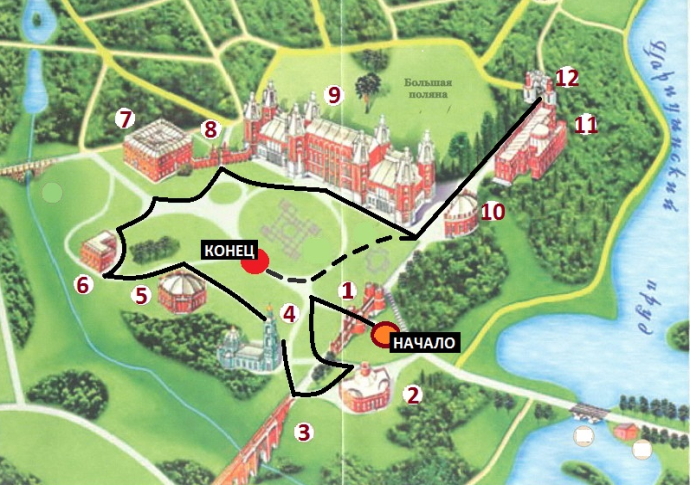 12
9
Большая
поляна
7
8
11
Царицынский
пруд
10
КОНЕЦ
6
5
4
1
НАЧАЛО
2
3